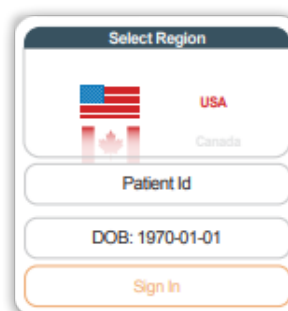 Select Region
USA
Canada
Patient Id
DOB: 1970-01-01
Sign In